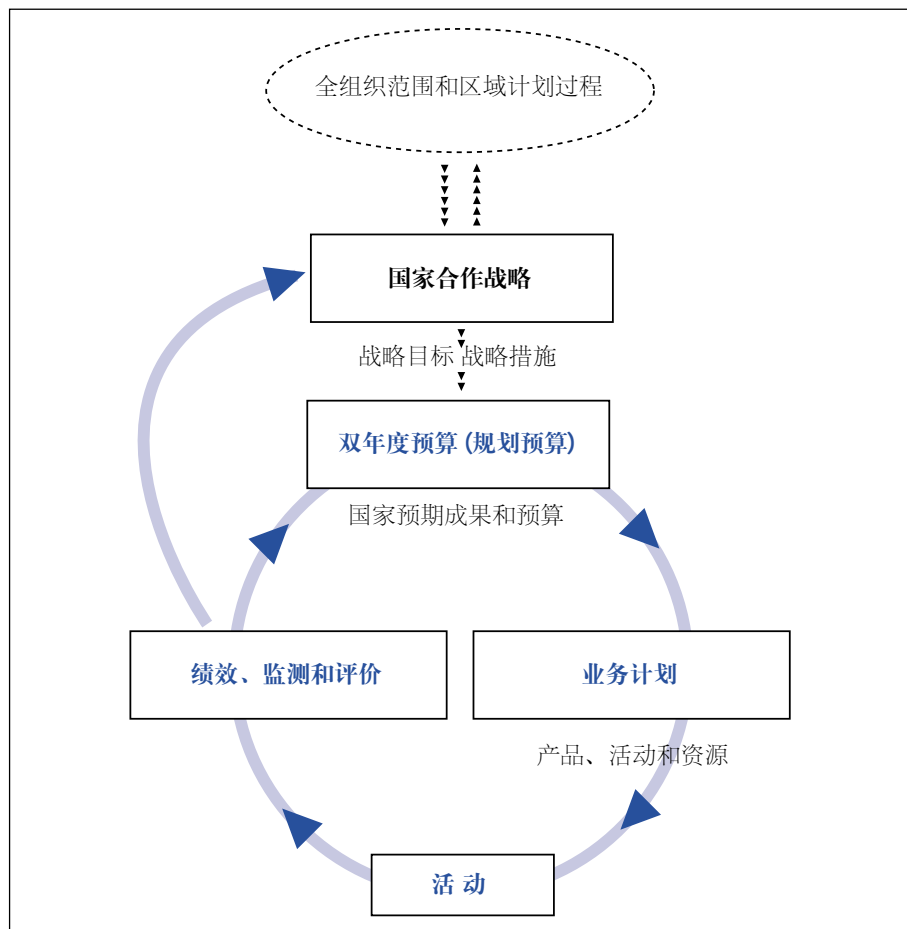 全组织范围和区域计划过程
国家合作战略
战略目标 战略措施
双年度预算 (规划预算)
国家预期成果和预算
绩效、监测和评价
业务计划
产品、活动和资源
活 动